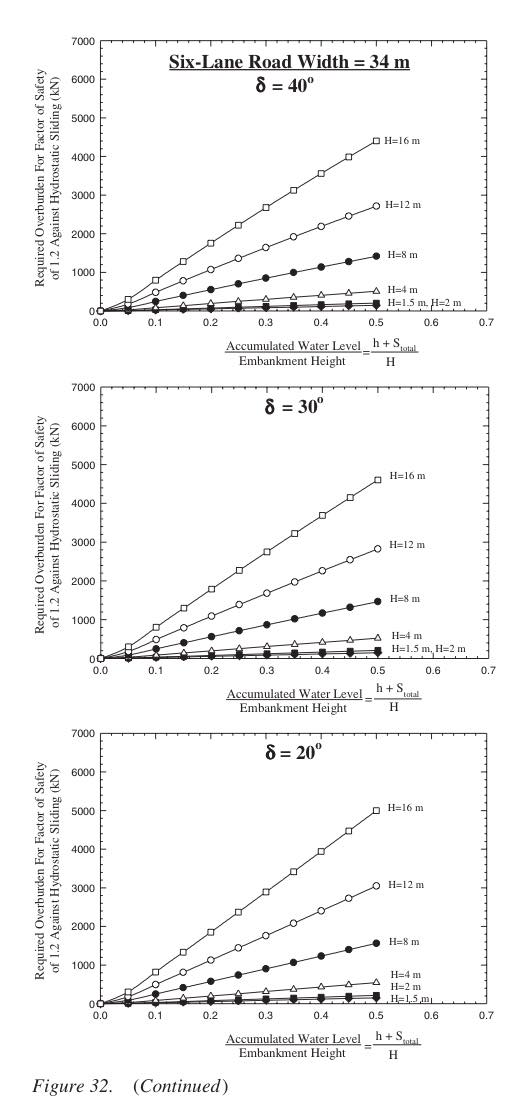 Six-Lane Road Width = 34 m
δ = 40°
Required Overburden For Factor of Safety
of 1.2 Against Hydrostatic Sliding (kN)
7000
6000
5000
4000
3000
2000
1000
0
H=16 m
H=12 m
H=8 m
H=4 m
H=1.5 m, H=2 m
0.0 0.1 0.2 0.3 0.4 0.5 0.6 0.7
Accumulated Water Level
Embankment Height
=
h + Stotal
H
δ = 30°
Required Overburden For Factor of Safety
of 1.2 Against Hydrostatic Sliding (kN)
7000
6000
5000
4000
3000
2000
1000
0
H=16 m
H=12 m
H=8 m
H=4 m
H=1.5 m, H=2 m
0.0 0.1 0.2 0.3 0.4 0.5 0.6 0.7
Accumulated Water Level
Embankment Height
=
h + Stotal
H
δ = 20°
Required Overburden For Factor of Safety
of 1.2 Against Hydrostatic Sliding (kN)
7000
6000
5000
4000
3000
2000
1000
0
H=16 m
H=12 m
H=8 m
H=4 m
H=2 m
H=1.5 m
0.0 0.1 0.2 0.3 0.4 0.5 0.6 0.7
Accumulated Water Level
Embankment Height
=
h + Stotal
H
Figure 32. (Continued)